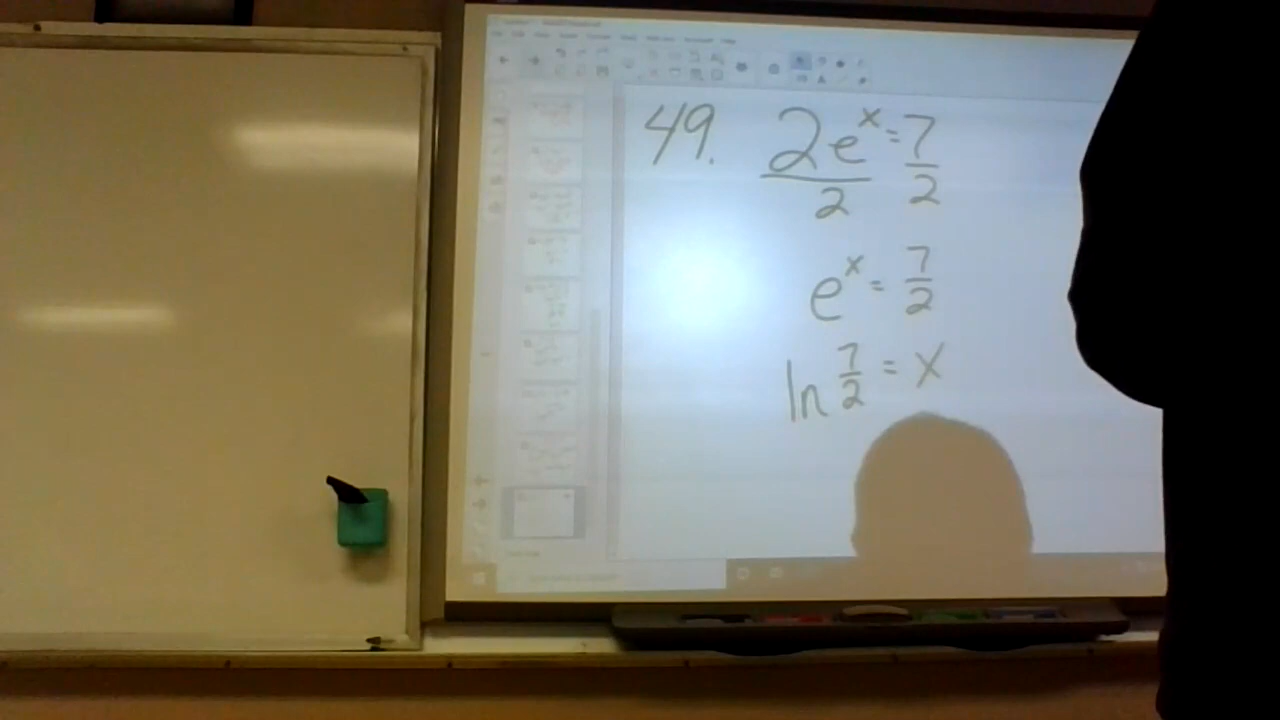 49. 2e^x/2 = 7/2
e^x = 7/2
ln 7/2 = x